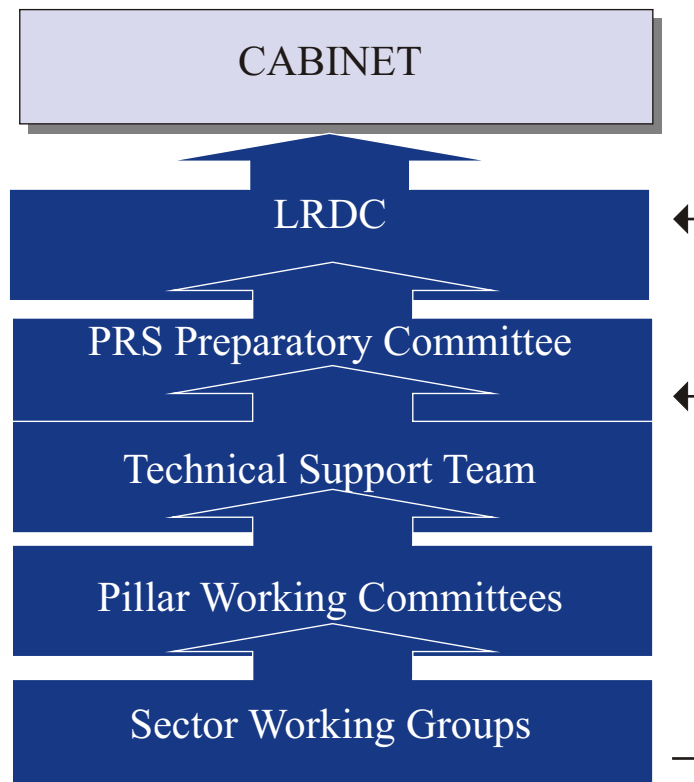 CABINET
LRDC
PRS Preparatory Committee
Technical Support Team
Pillar Working Committees
Sector Working Groups